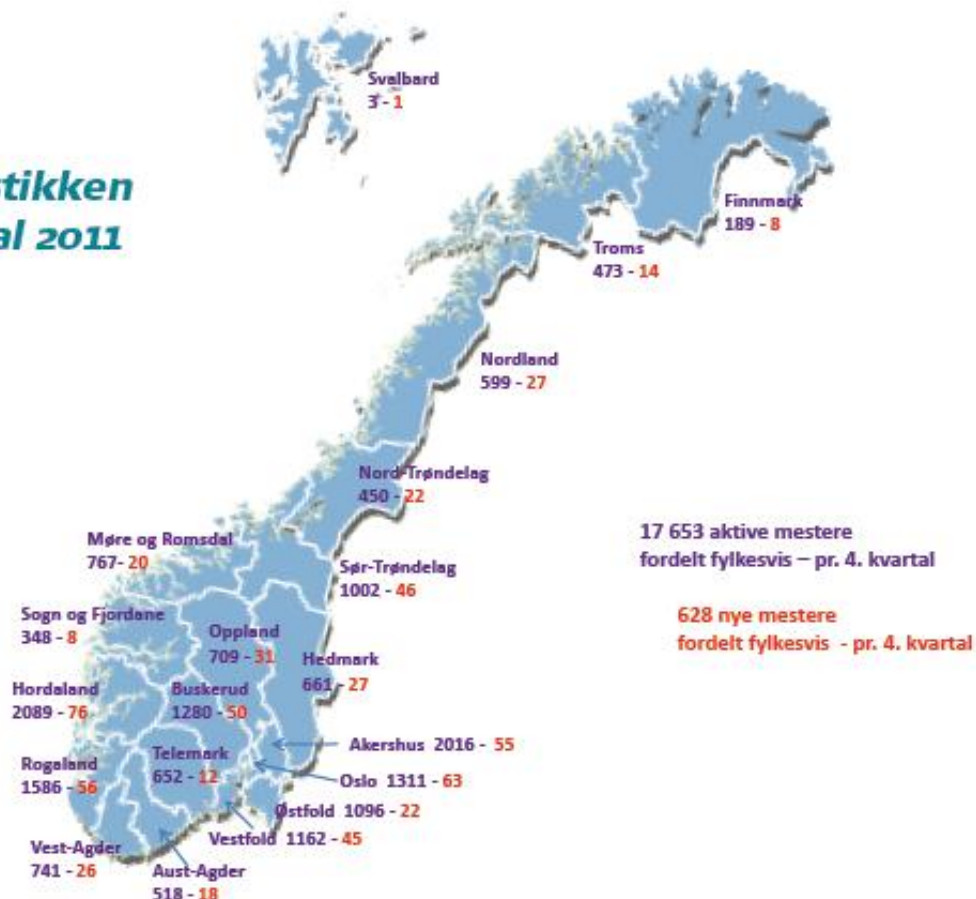 stikken
al 2011
Svalbard
3 - 1
Finnmark
189 - 8
Troms
473 - 14
Nordland
599 - 27
Nord-Trøndelag
450 - 22
Møre og Romsdal
767- 20
Sør-Trøndelag
1002 - 46
17 653 aktive mestere
fordelt fylkesvis – pr. 4. kvartal
628 nye mestere
fordelt fylkesvis - pr. 4. kvartal
Sogn og Fjordane
348 - 8
Oppland
709 - 31
Hedmark
661 - 27
Hordaland
2089 - 76
Buskerud
1280 - 50
Akershus 2016 - 55
Rogaland
1586 - 56
Telemark
652 - 12
Oslo 1311 - 63
Østfold 1096 - 22
Vestfold 1162 - 45
Vest-Agder
741 - 26
Aust-Agder
518 - 18